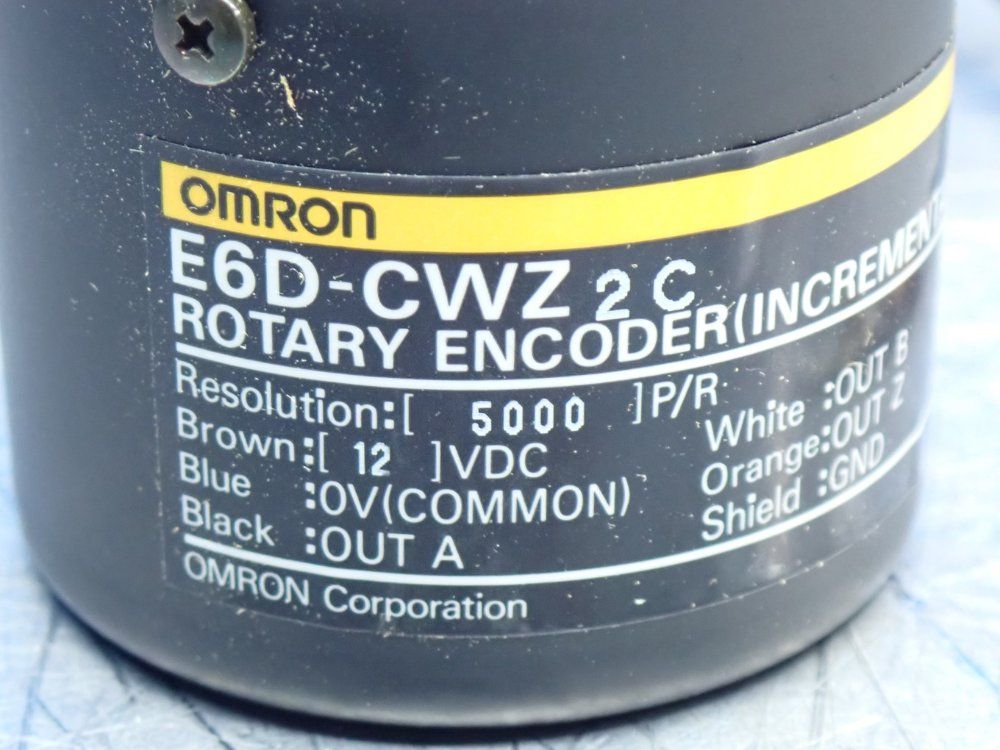 OMRON
E6D-CWZ 2 C
ROTARY ENCODER(INCREMENT
Resolution:[ 5000 ]P/R
Brown:[ 12 ]VDC White :OUT B
Blue :0V(COMMON) Orange:OUT Z
Black :OUT A Shield :GND
OMRON Corporation